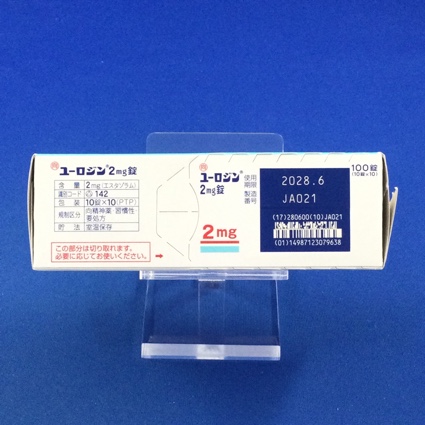 向 ユーロジン® 2mg錠
含量 2mg(エスタゾラム)
識別コード 142
包装 10錠×10(PTP)
規制区分 向精神薬 習慣性 要処方
貯法 室温保存
この部分は切り取れます。
必要に応じてお使いください。→
向 ユーロジン®
2mg錠
2mg
使用期限
製造番号
2028.6
JA021
(17)280600(10)JA021
(01)14987123079638
100錠
(10錠×10)